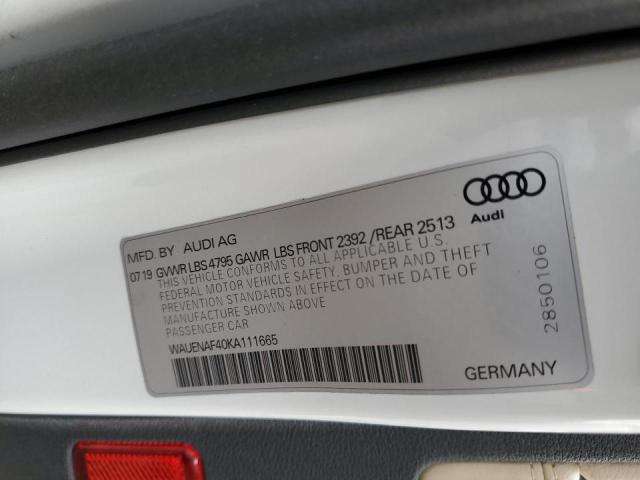 MFD. BY AUDI AG
0719 GVWR LBS 4795 GAWR LBS FRONT 2392 /REAR 2513
THIS VEHICLE CONFORMS TO ALL APPLICABLE U.S.
FEDERAL MOTOR VEHICLE SAFETY. BUMPER AND THEFT
PREVENTION STANDARDS IN EFFECT ON THE DATE OF
MANUFACTURE SHOWN ABOVE
PASSENGER CAR
WAUENAF40KA111665
Audi
2850106
GERMANY